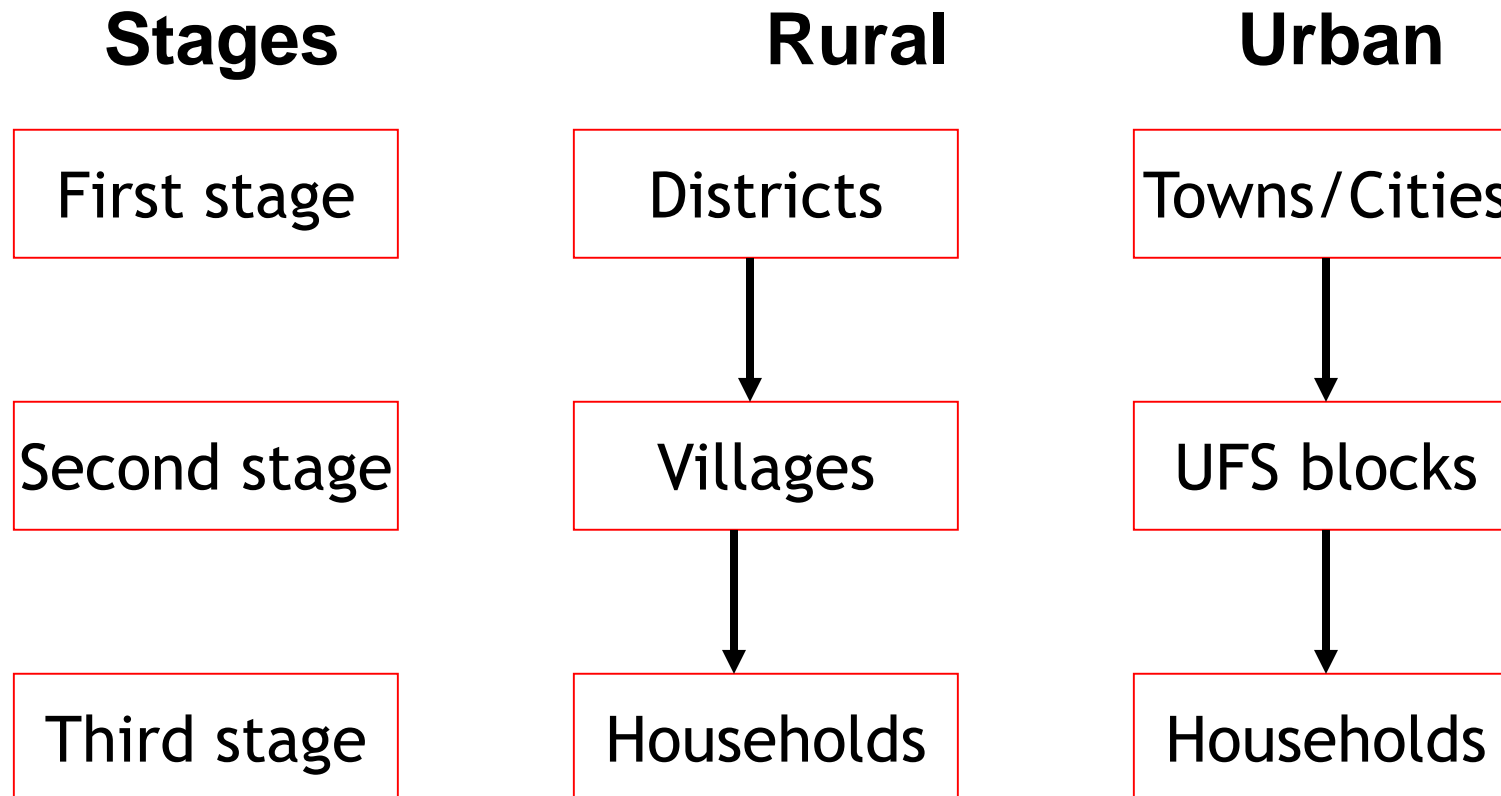 Stages Rural Urban
First stage Districts Towns/Cities
Second stage Villages UFS blocks
Third stage Households Households